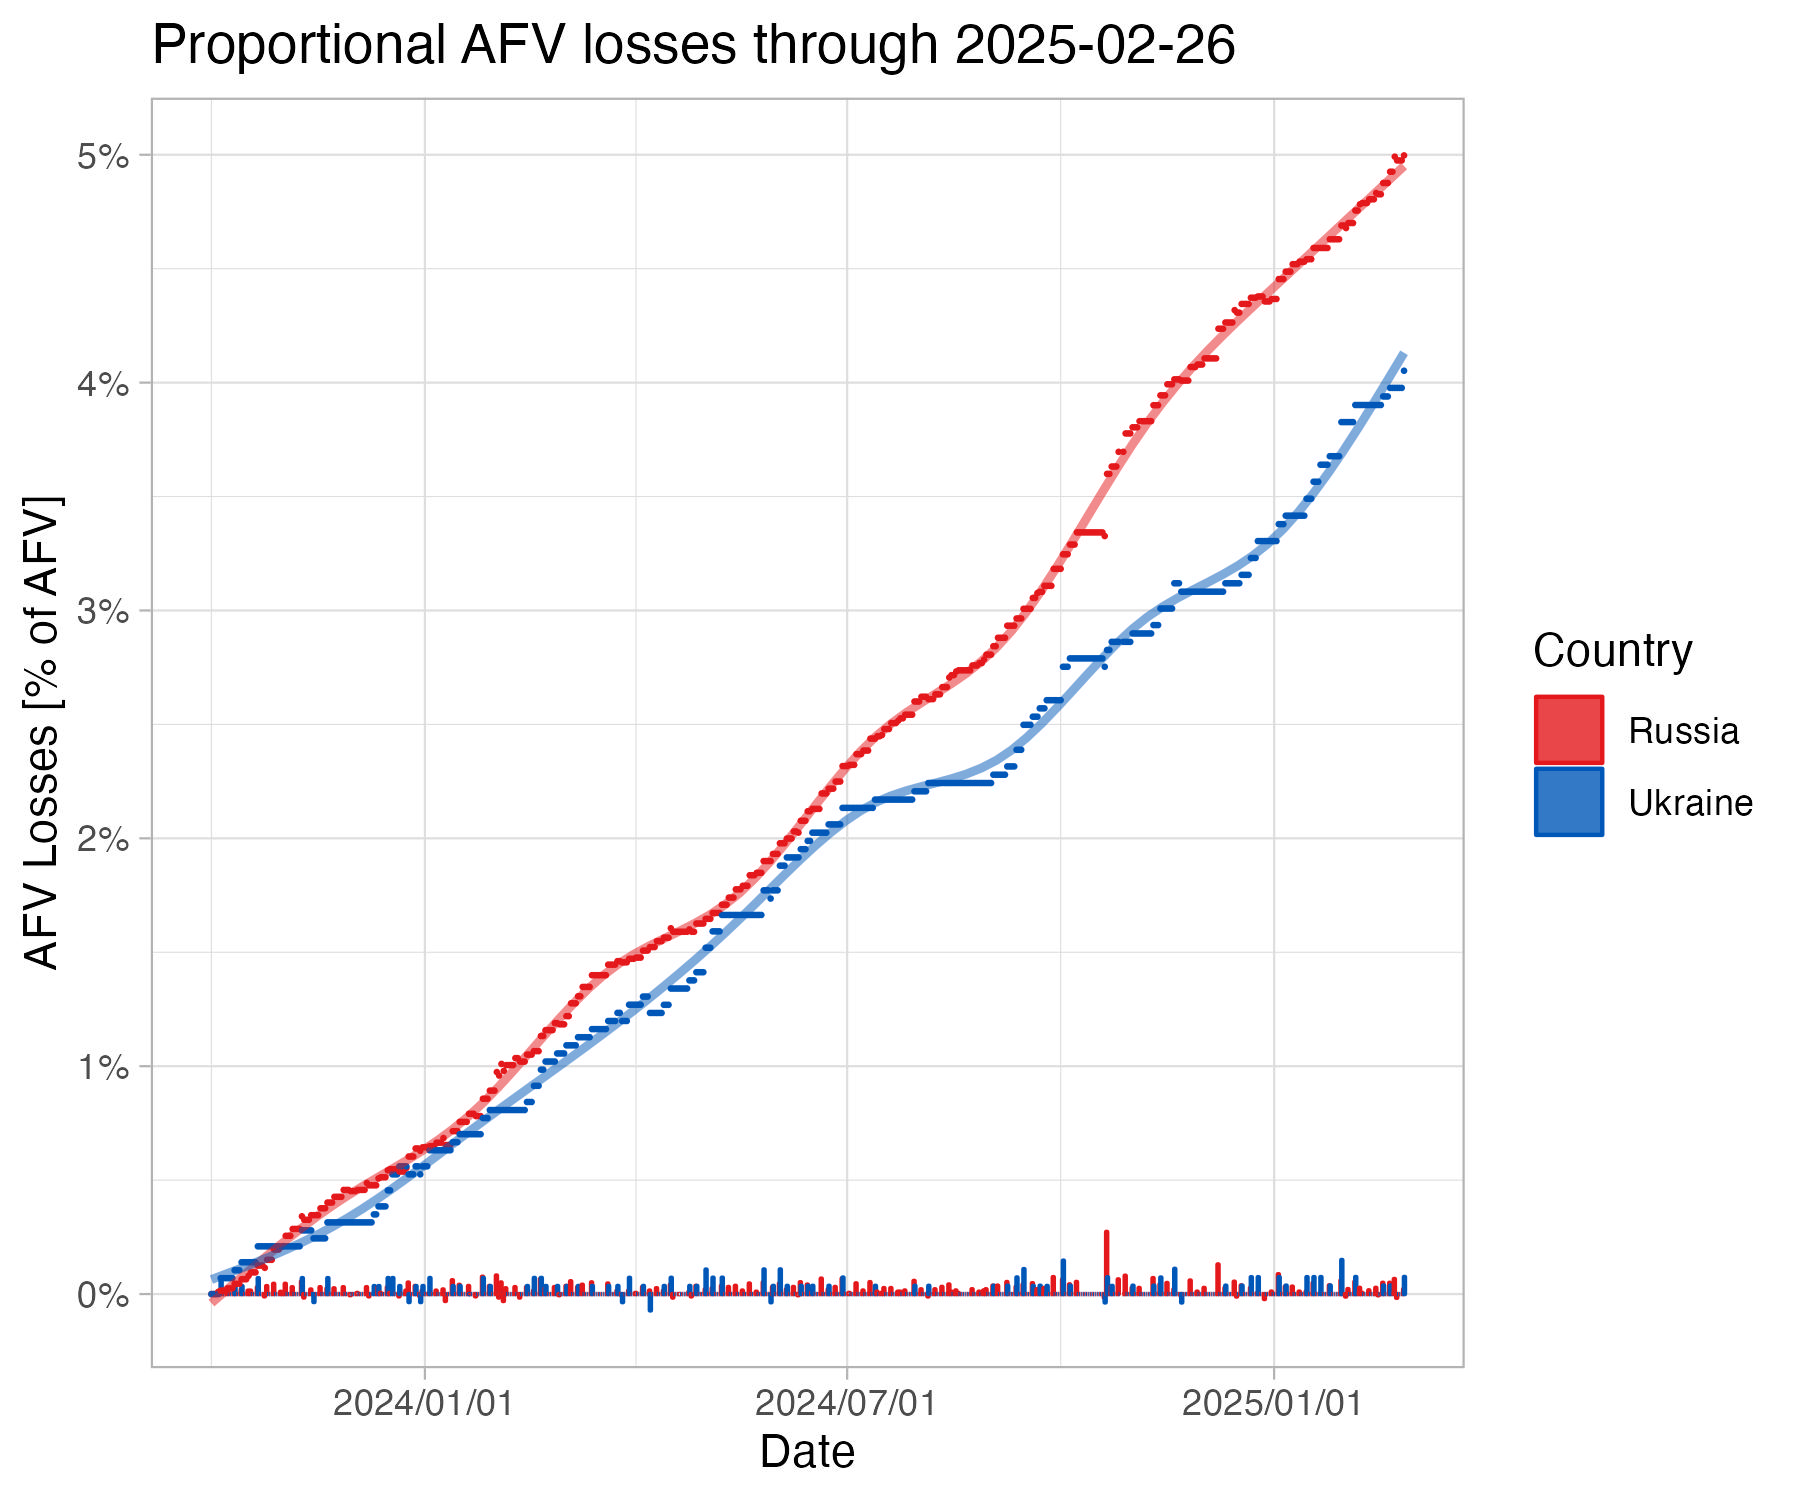 Proportional AFV losses through 2025-02-26
AFV Losses [% of AFV]
5%
4%
3%
2%
1%
0%
2024/01/01
2024/07/01
2025/01/01
Date
Country
Russia
Ukraine